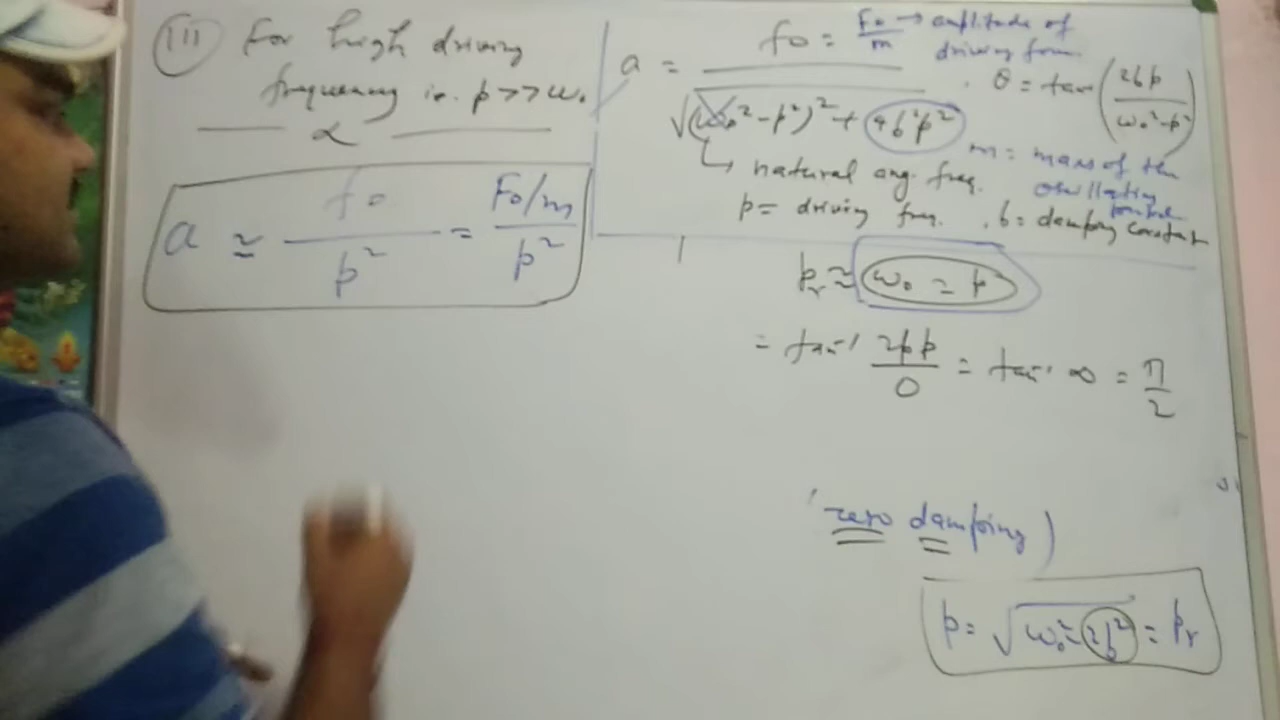 (III) For high driving
frequency i.e. p >> ω₀
α
a ≃ f₀/p² = (F₀/m)/p²
a = f₀ / √((ω₀² - p²)² + 4b²p²)
f₀ = F₀/m → amplitude of
driving force.
θ = tan⁻¹(2bp/(ω₀² - p²))
↳ natural ang. freq.
m = mass of the
oscillating
p = driving freq. , b = damping constant
pᵣ ≈ ω₀ = p
= tan⁻¹ 2bp/0 = tan⁻¹ ∞ = π/2
(zero damping)
p = √(ω₀² - 2b²) = pᵣ